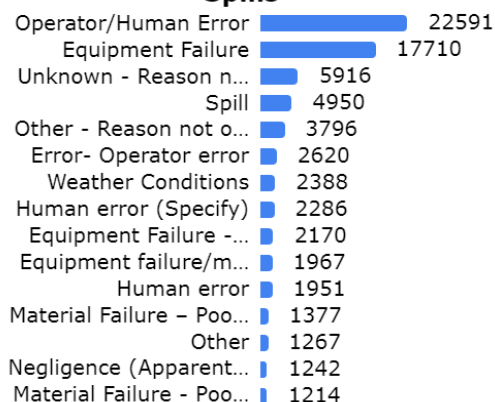 Operator/Human Error 22591
Equipment Failure 17710
Unknown - Reason n... 5916
Spill 4950
Other - Reason not o... 3796
Error- Operator error 2620
Weather Conditions 2388
Human error (Specify) 2286
Equipment Failure -... 2170
Equipment failure/m... 1967
Human error 1951
Material Failure – Poo... 1377
Other 1267
Negligence (Apparent... 1242
Material Failure - Poo... 1214